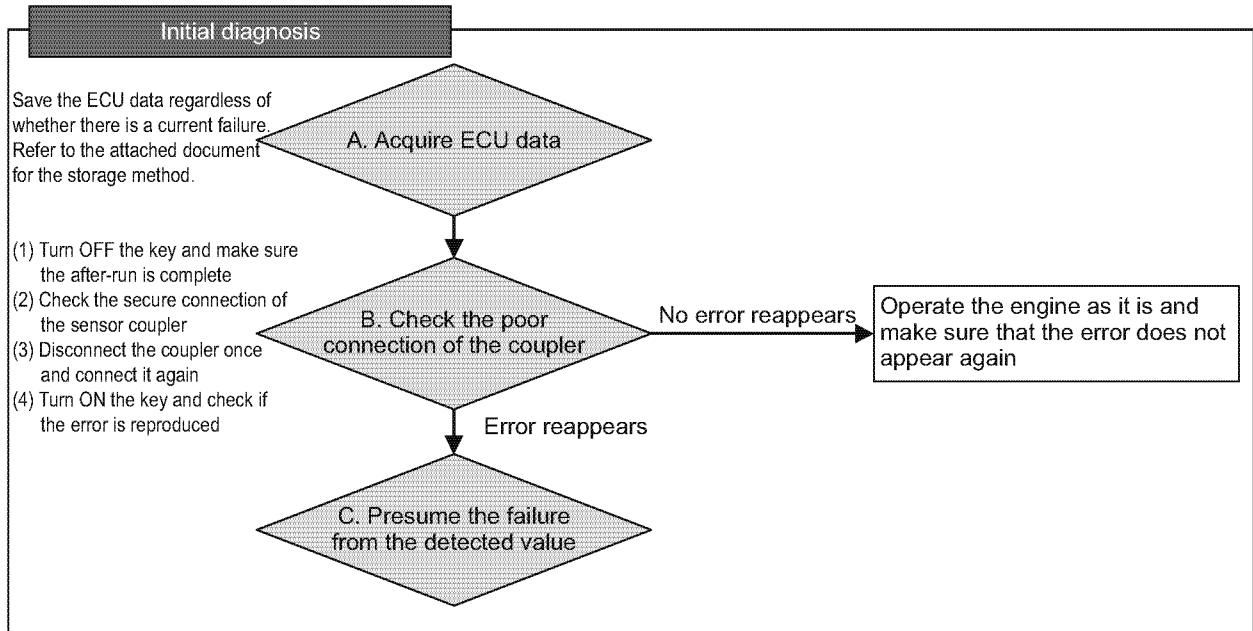 Initial diagnosis
Save the ECU data regardless of
whether there is a current failure.
Refer to the attached document
for the storage method.
A. Acquire ECU data
(1) Turn OFF the key and make sure
the after-run is complete
(2) Check the secure connection of
the sensor coupler
(3) Disconnect the coupler once
and connect it again
(4) Turn ON the key and check if
the error is reproduced
B. Check the poor
connection of the coupler
No error reappears
Operate the engine as it is and
make sure that the error does not
appear again
Error reappears
C. Presume the failure
from the detected value